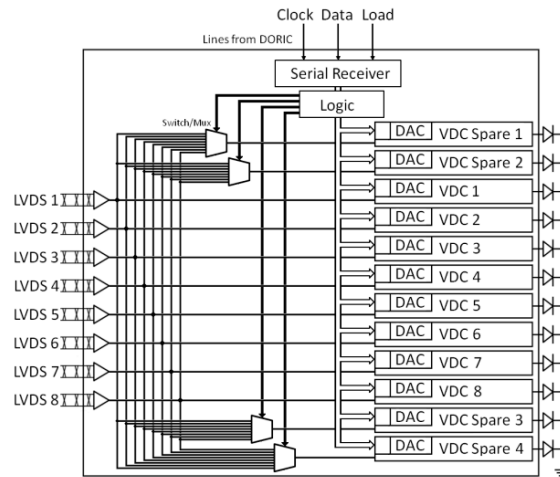 Clock Data Load
Lines from DORIC
Serial Receiver
Logic
Switch/Mux
DAC VDC Spare 1
DAC VDC Spare 2
LVDS 1 DAC VDC 1
LVDS 2 DAC VDC 2
LVDS 3 DAC VDC 3
LVDS 4 DAC VDC 4
LVDS 5 DAC VDC 5
LVDS 6 DAC VDC 6
LVDS 7 DAC VDC 7
LVDS 8 DAC VDC 8
DAC VDC Spare 3
DAC VDC Spare 4